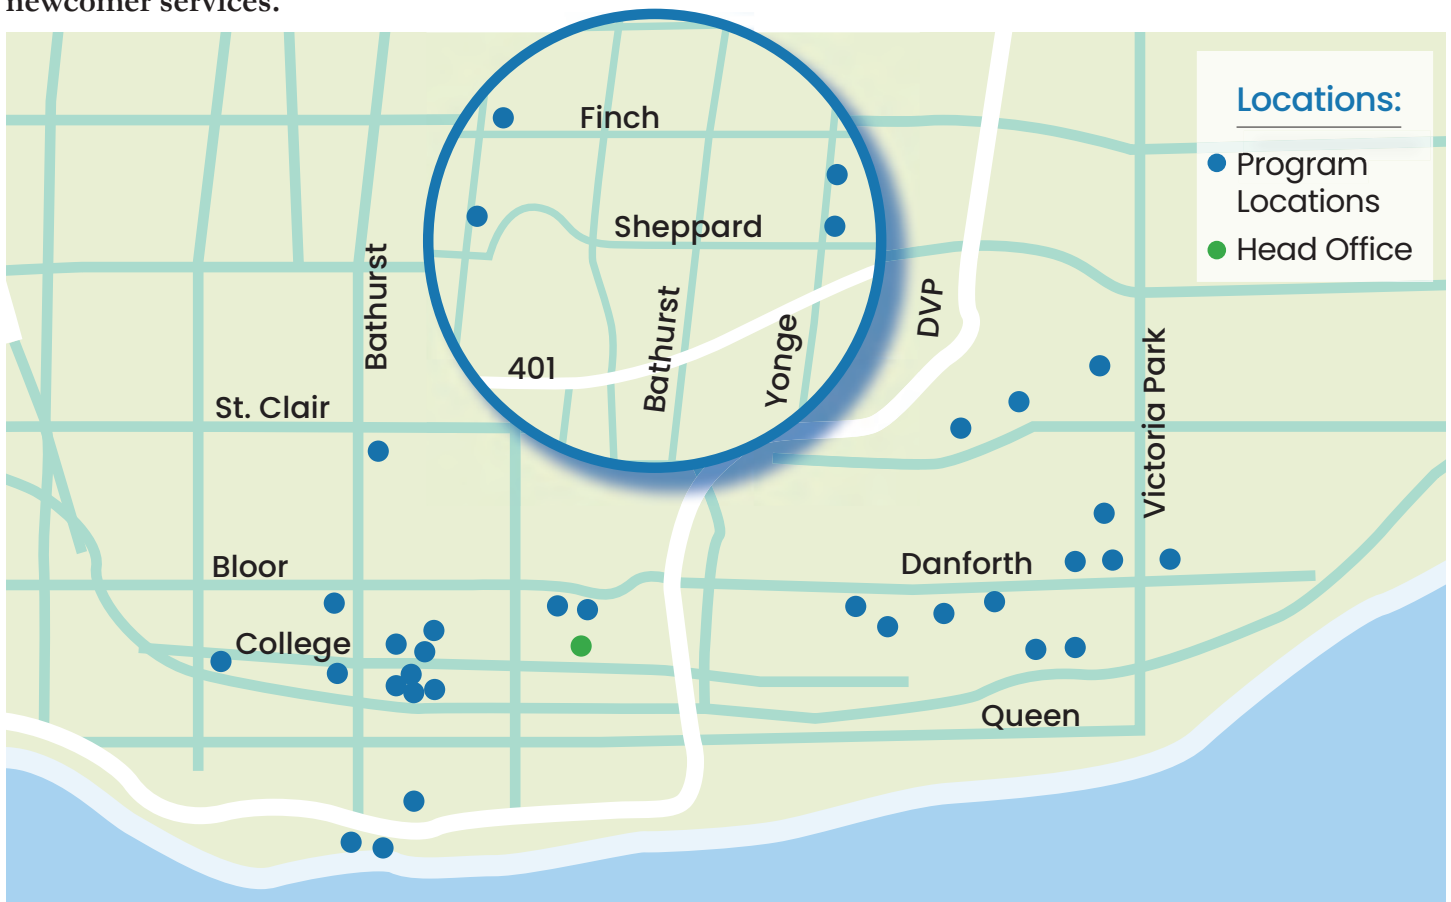 newcomer services.
Finch
Sheppard
401
Bathurst
Yonge
Bathurst
DVP
Locations:
Program
Locations
Head Office
St. Clair
Victoria Park
Bloor
Danforth
College
Queen